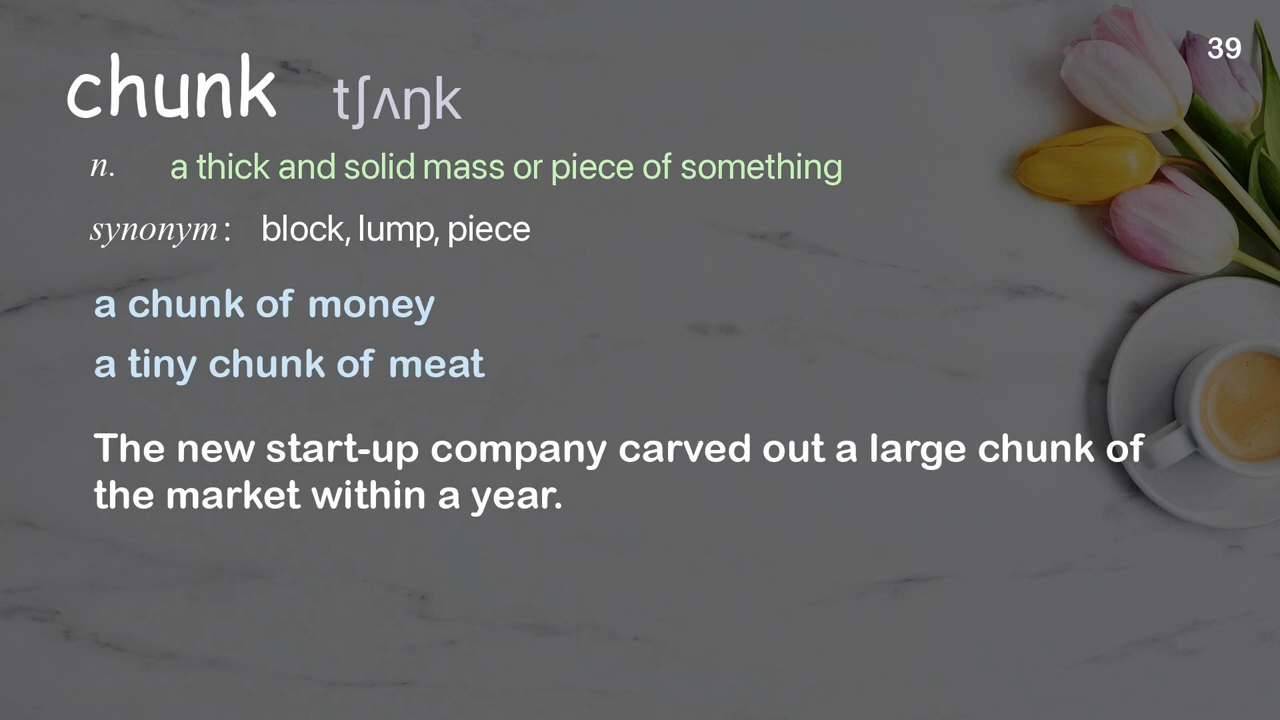 39
chunk tʃʌŋk
n. a thick and solid mass or piece of something
synonym: block, lump, piece
a chunk of money
a tiny chunk of meat
The new start-up company carved out a large chunk of
the market within a year.